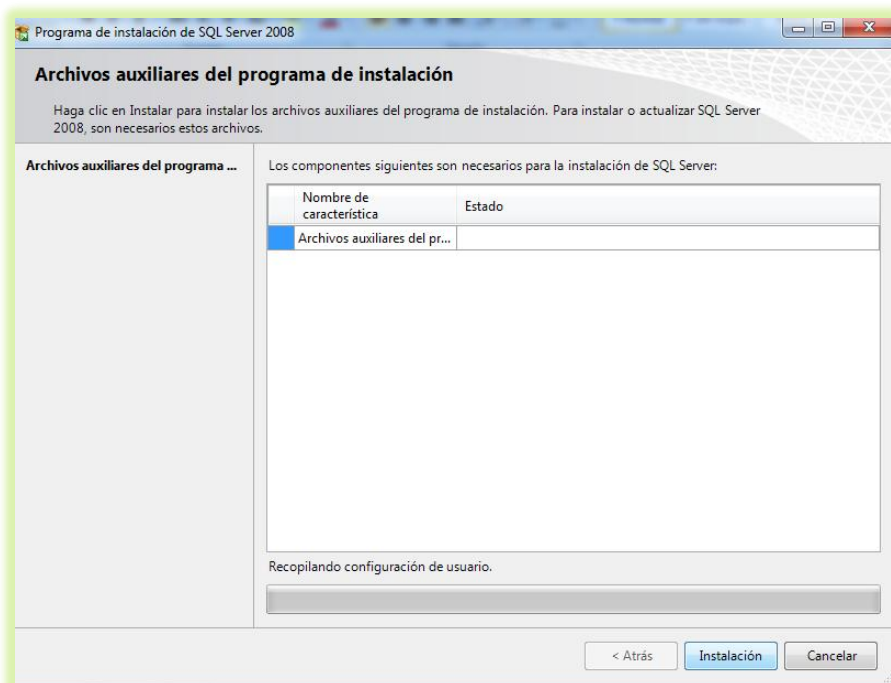 Programa de instalación de SQL Server 2008
Archivos auxiliares del programa de instalación
Haga clic en Instalar para instalar los archivos auxiliares del programa de instalación. Para instalar o actualizar SQL Server
2008, son necesarios estos archivos.
Archivos auxiliares del programa ...
Los componentes siguientes son necesarios para la instalación de SQL Server:
Nombre de
característica
Estado
Archivos auxiliares del pr...
Recopilando configuración de usuario.
< Atrás
Instalación
Cancelar